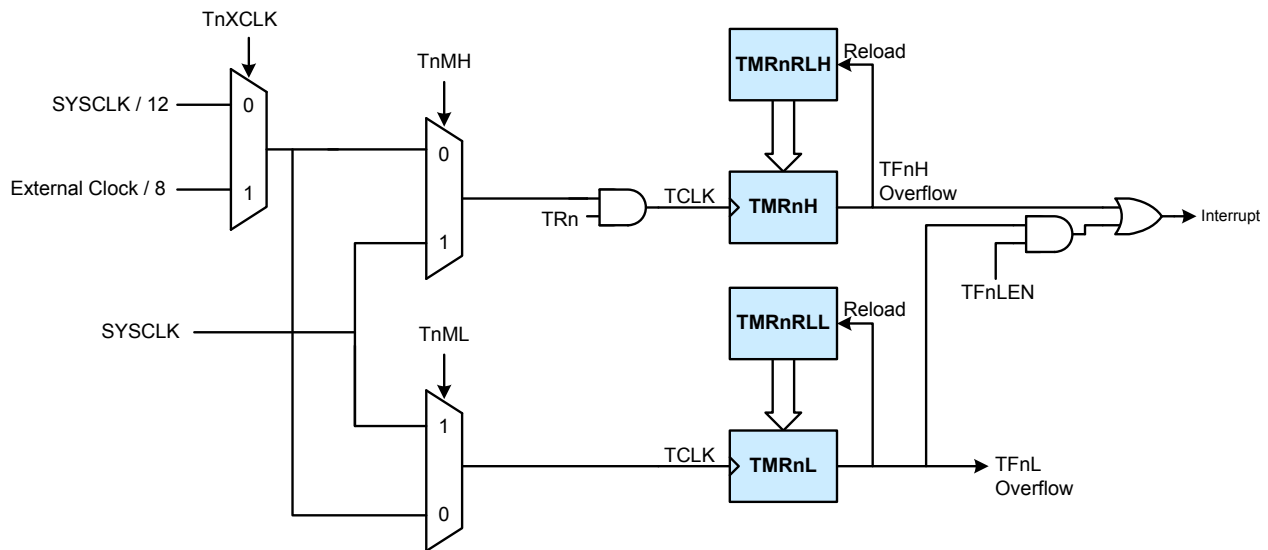 TnXCLK
SYSCLK / 12
0
External Clock / 8
1
TnMH
0
1
TRn
TCLK
TMRnRLH
Reload
TMRnH
TFnH
Overflow
Interrupt
TFnLEN
SYSCLK
TnML
1
0
TCLK
TMRnRLL
Reload
TMRnL
TFnL
Overflow